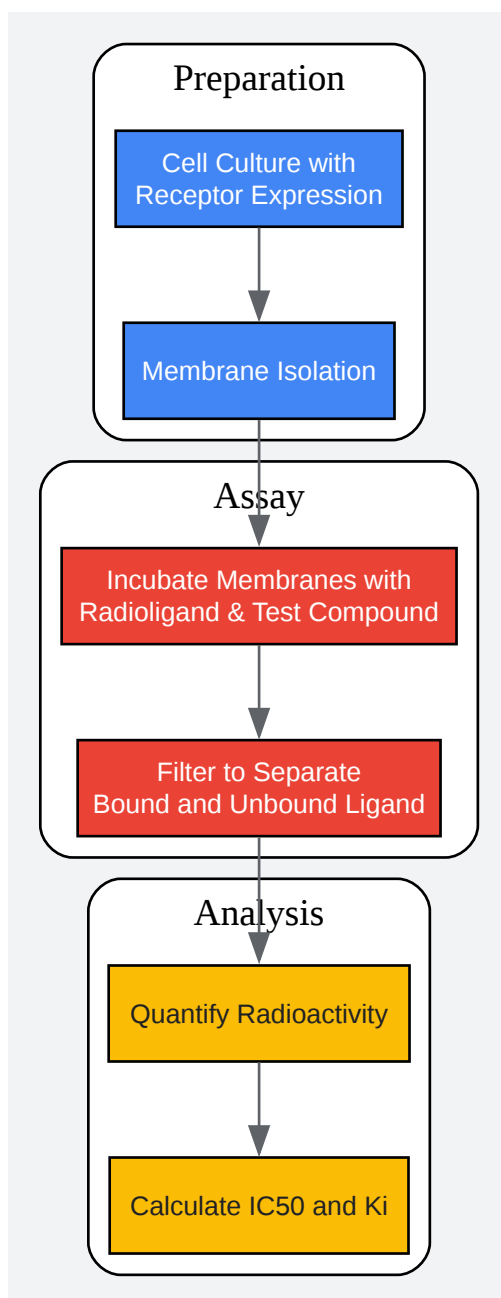 Preparation
Cell Culture with
Receptor Expression
Membrane Isolation
Assay
Incubate Membranes with
Radioligand & Test Compound
Filter to Separate
Bound and Unbound Ligand
Analysis
Quantify Radioactivity
Calculate IC50 and Ki